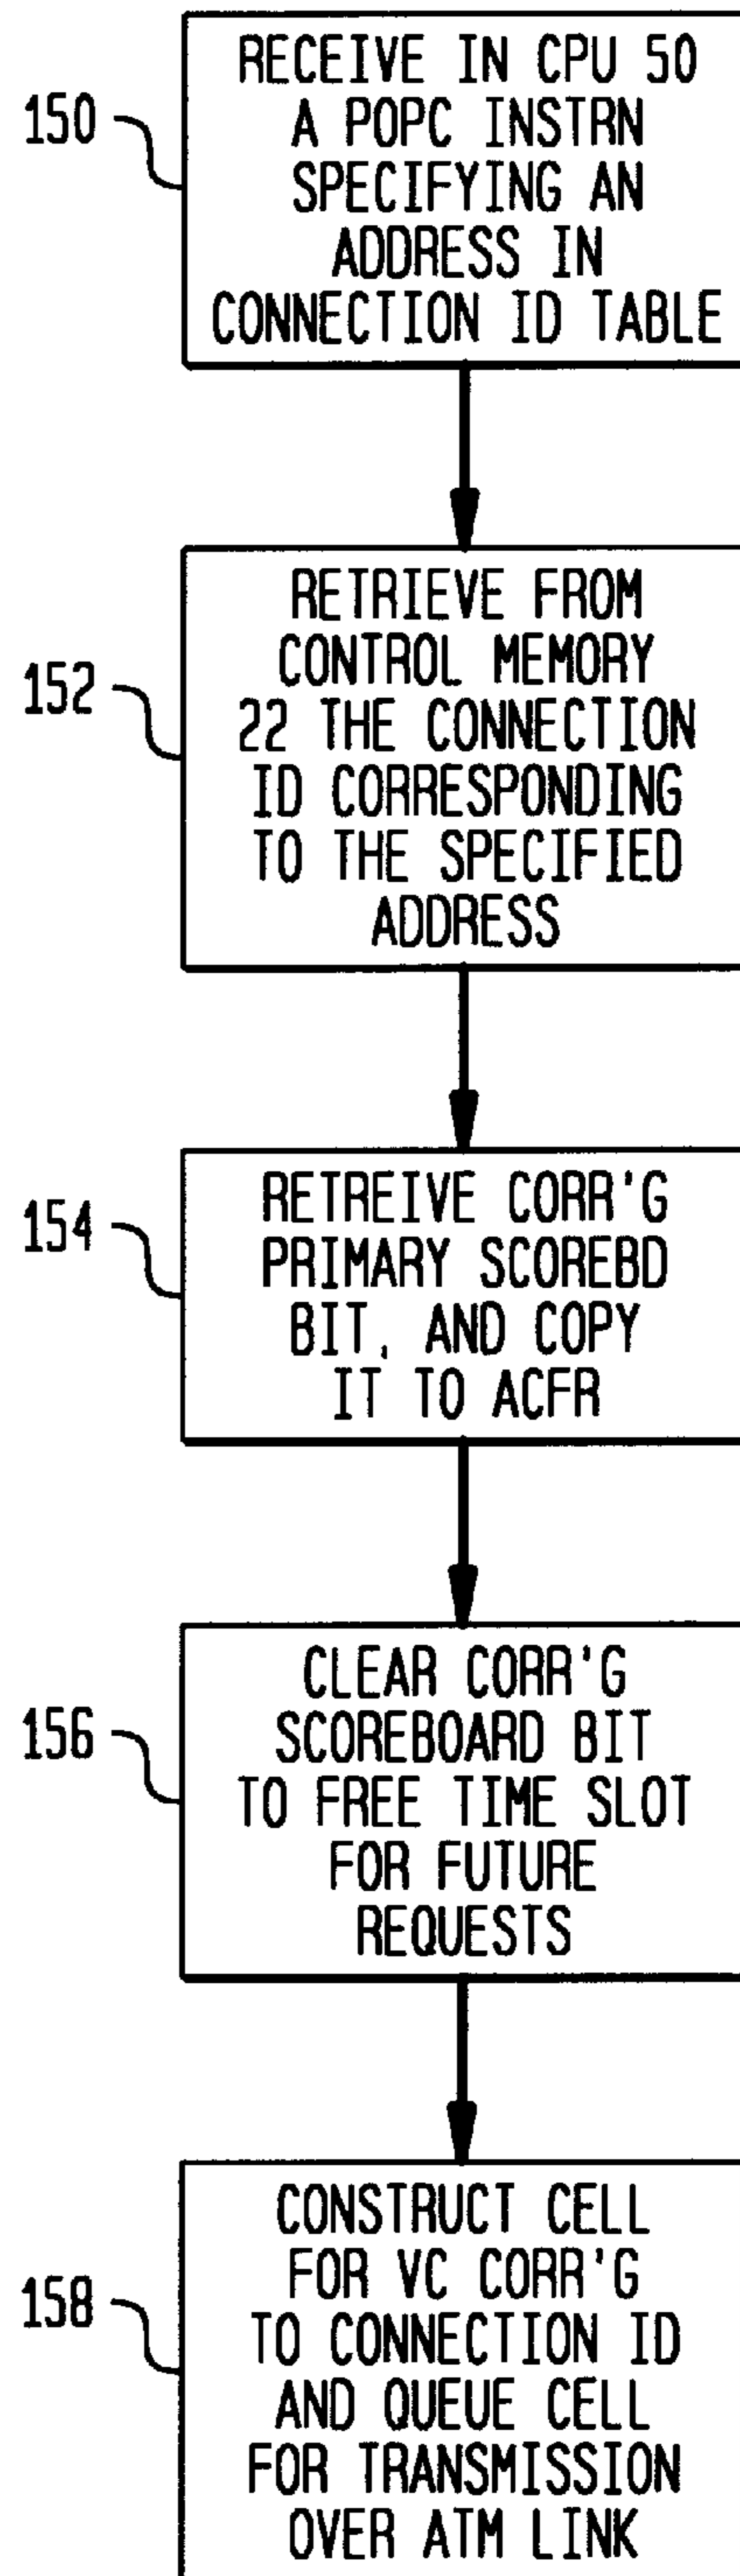 150
RECEIVE IN CPU 50
A POPC INSTRN
SPECIFYING AN
ADDRESS IN
CONNECTION ID TABLE
152
RETRIEVE FROM
CONTROL MEMORY
22 THE CONNECTION
ID CORRESPONDING
TO THE SPECIFIED
ADDRESS
154
RETREIVE CORR'G
PRIMARY SCOREBD
BIT, AND COPY
IT TO ACFR
156
CLEAR CORR'G
SCOREBOARD BIT
TO FREE TIME SLOT
FOR FUTURE
REQUESTS
158
CONSTRUCT CELL
FOR VC CORR'G
TO CONNECTION ID
AND QUEUE CELL
FOR TRANSMISSION
OVER ATM LINK